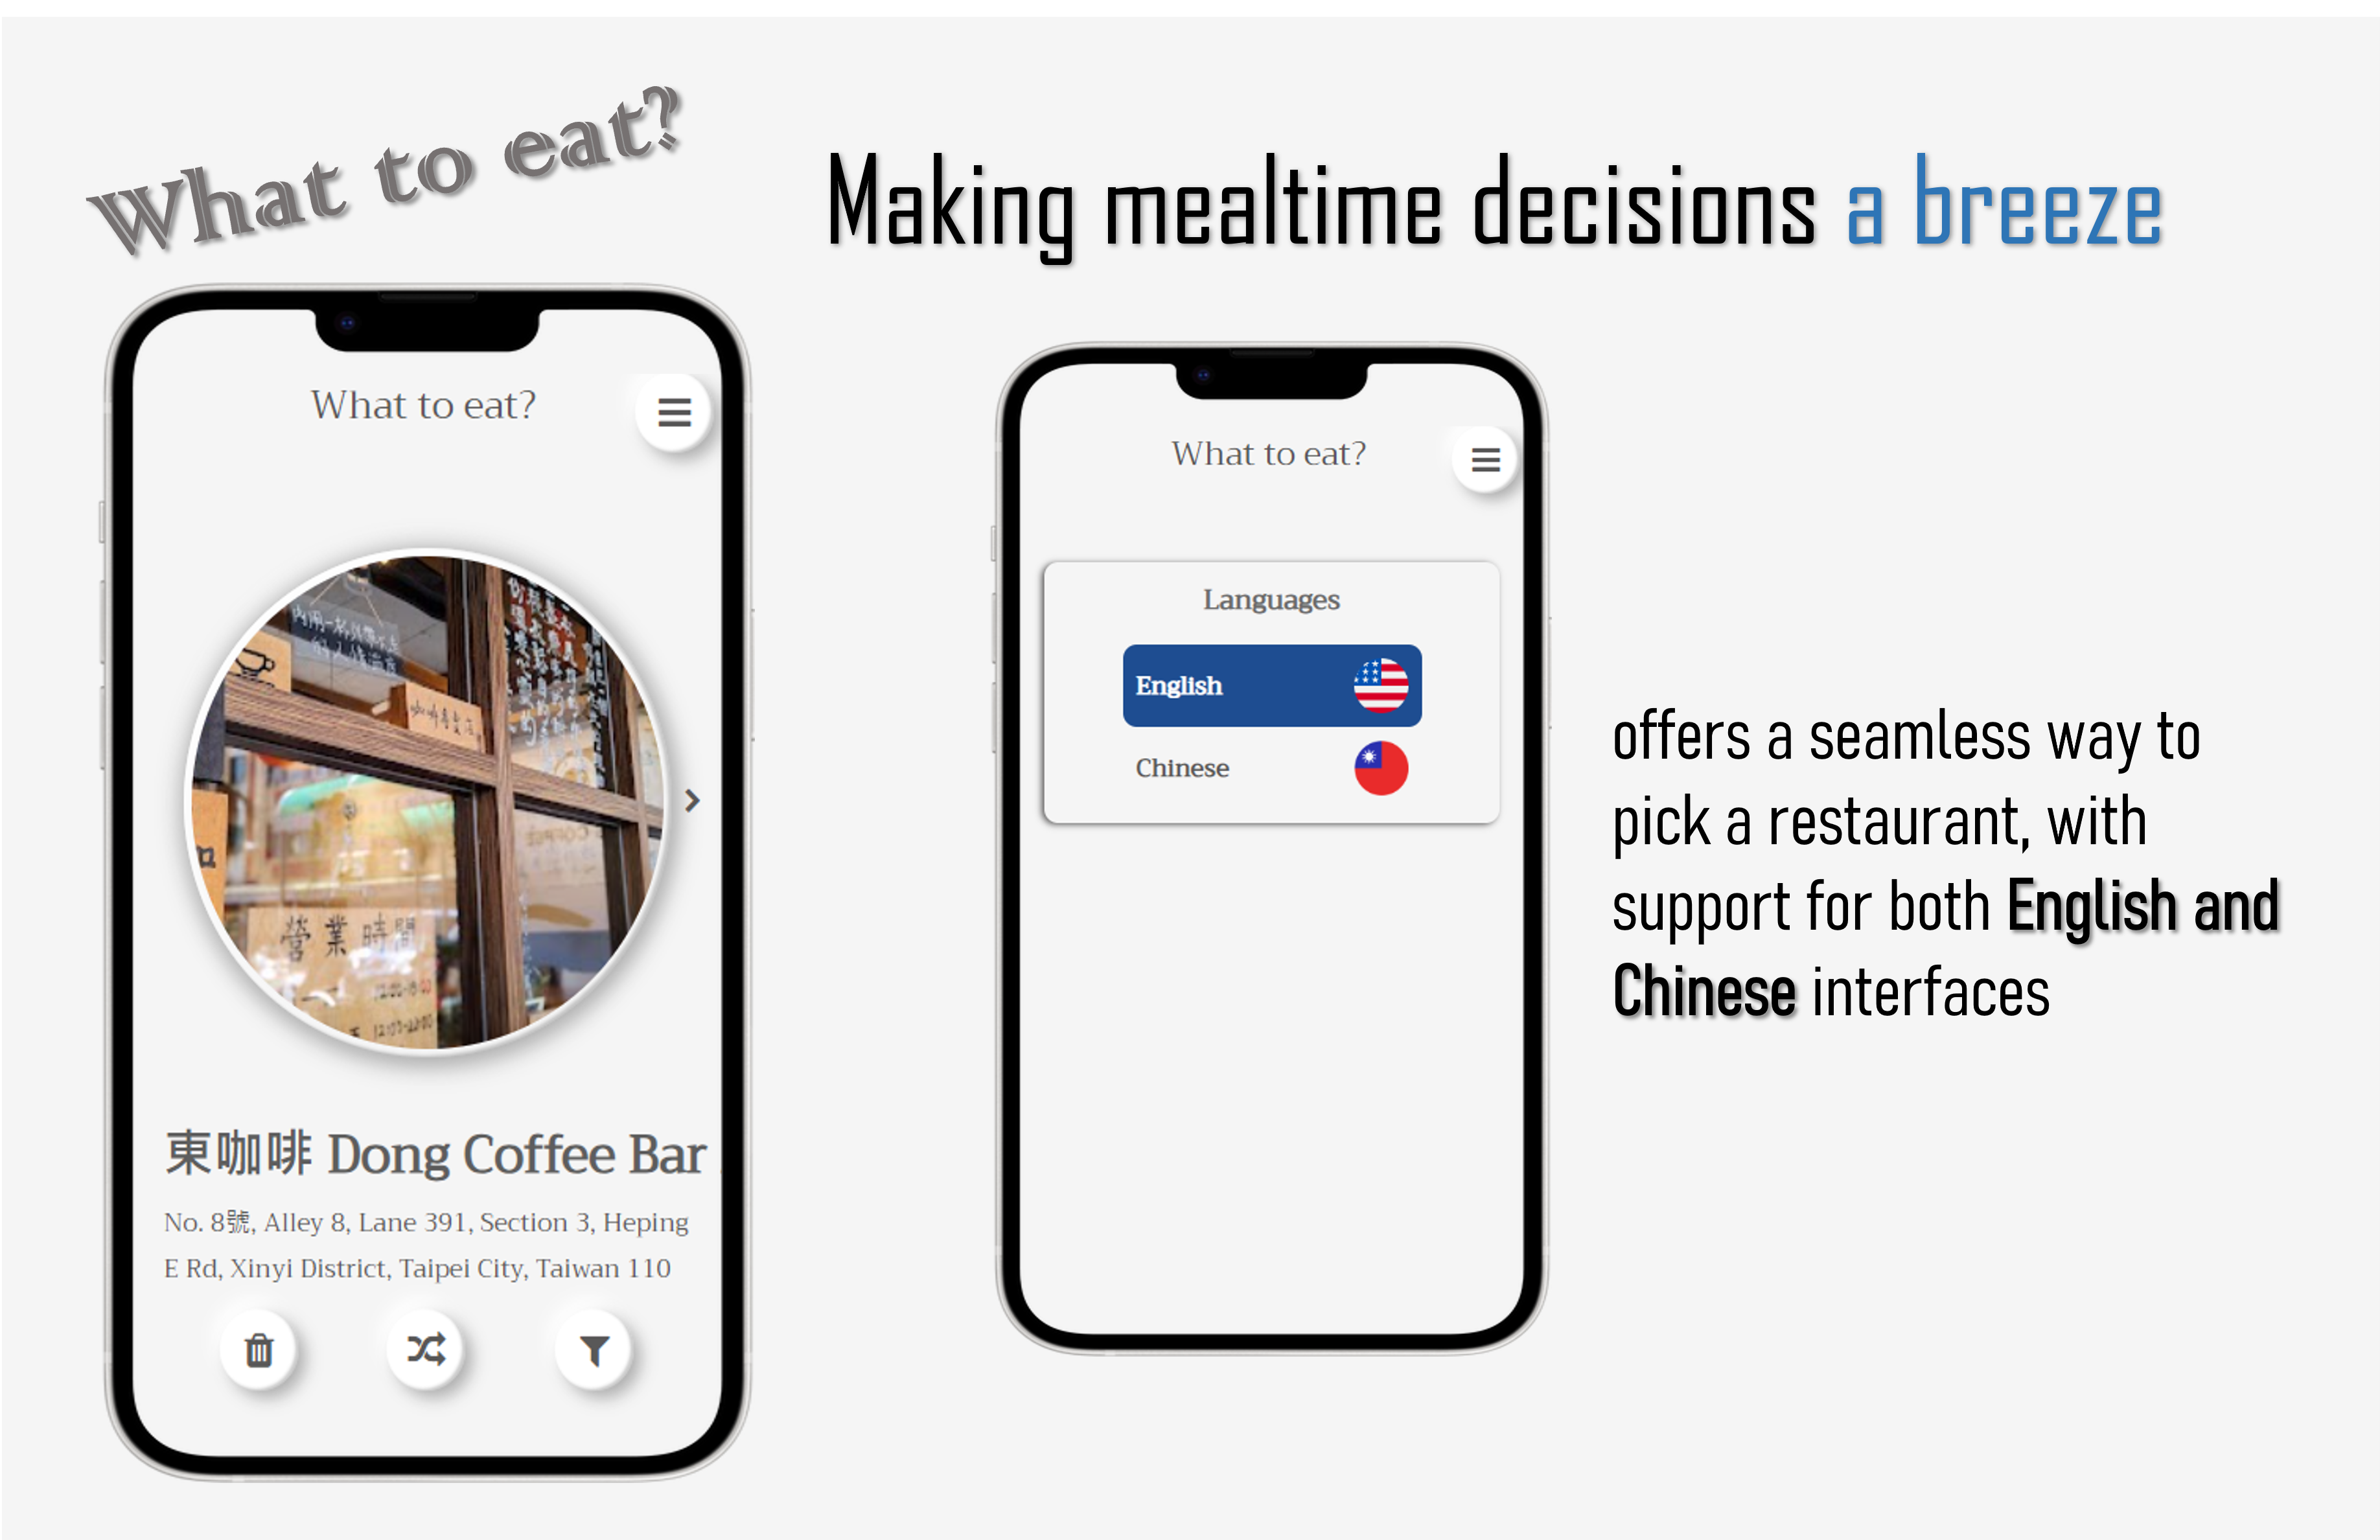 What to eat?
Making mealtime decisions a breeze
What to eat?
營業時間
東咖啡 Dong Coffee Bar
No. 8號, Alley 8, Lane 391, Section 3, Heping
E Rd, Xinyi District, Taipei City, Taiwan 110
What to eat?
Languages
English
Chinese
offers a seamless way to
pick a restaurant, with
support for both English and
Chinese interfaces